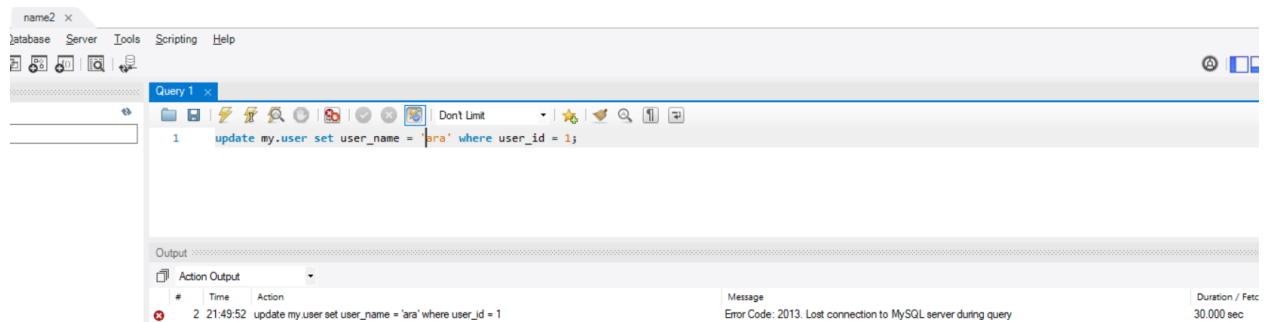 name2 ×
Database Server Tools Scripting Help
Query 1 ×
Don't Limit
1 update my.user set user_name = 'ara' where user_id = 1;
Output
Action Output
# Time Action Message Duration / Fetc
2 21:49:52 update my.user set user_name = 'ara' where user_id = 1 Error Code: 2013. Lost connection to MySQL server during query 30.000 sec